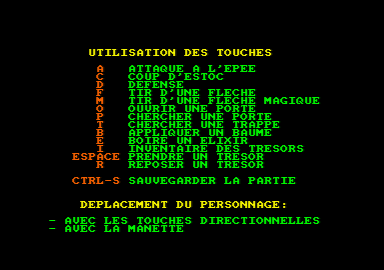 UTILISATION DES TOUCHES
A ATTAQUE A L'EPEE
C COUP D'ESTOC
D DEFENSE
F TIR D'UNE FLECHE
M TIR D'UNE FLECHE MAGIQUE
O OUVRIR UNE PORTE
P CHERCHER UNE PORTE
T CHERCHER UNE TRAPPE
B APPLIQUER UN BAUME
E BOIRE UN ELIXIR
I INVENTAIRE DES TRESORS
ESPACE PRENDRE UN TRESOR
R REPOSER UN TRESOR
CTRL-S SAUVEGARDER LA PARTIE
DEPLACEMENT DU PERSONNAGE:
- AVEC LES TOUCHES DIRECTIONNELLES
- AVEC LA MANETTE